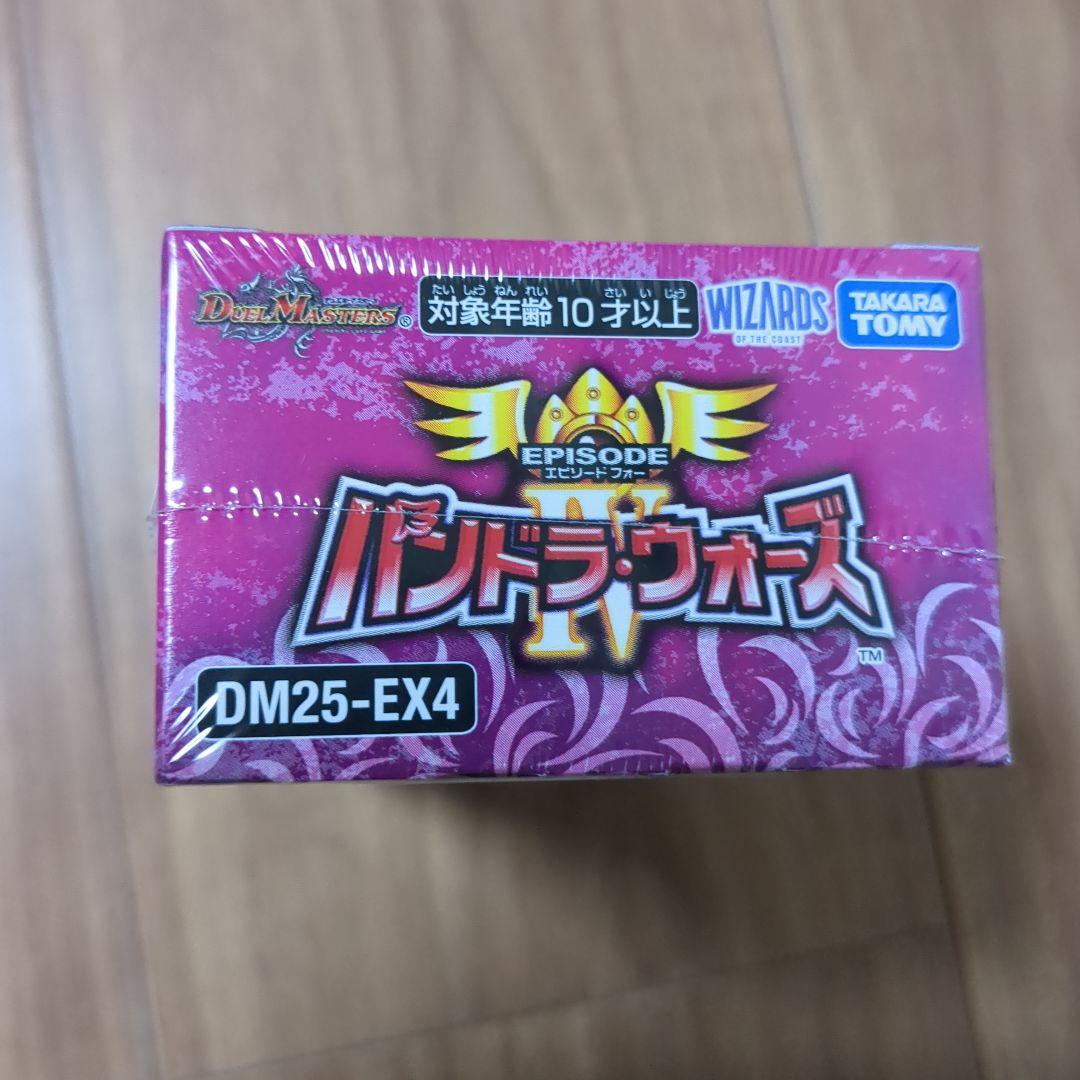 DUEL MASTERS®
たいしょうねんれい さいいじょう
対象年齢10才以上
WIZARDS
OF THE COAST
TAKARA
TOMY
EPISODE
エピソード フォー
IV
パンドラ・ウォーズ
TM
DM25-EX4